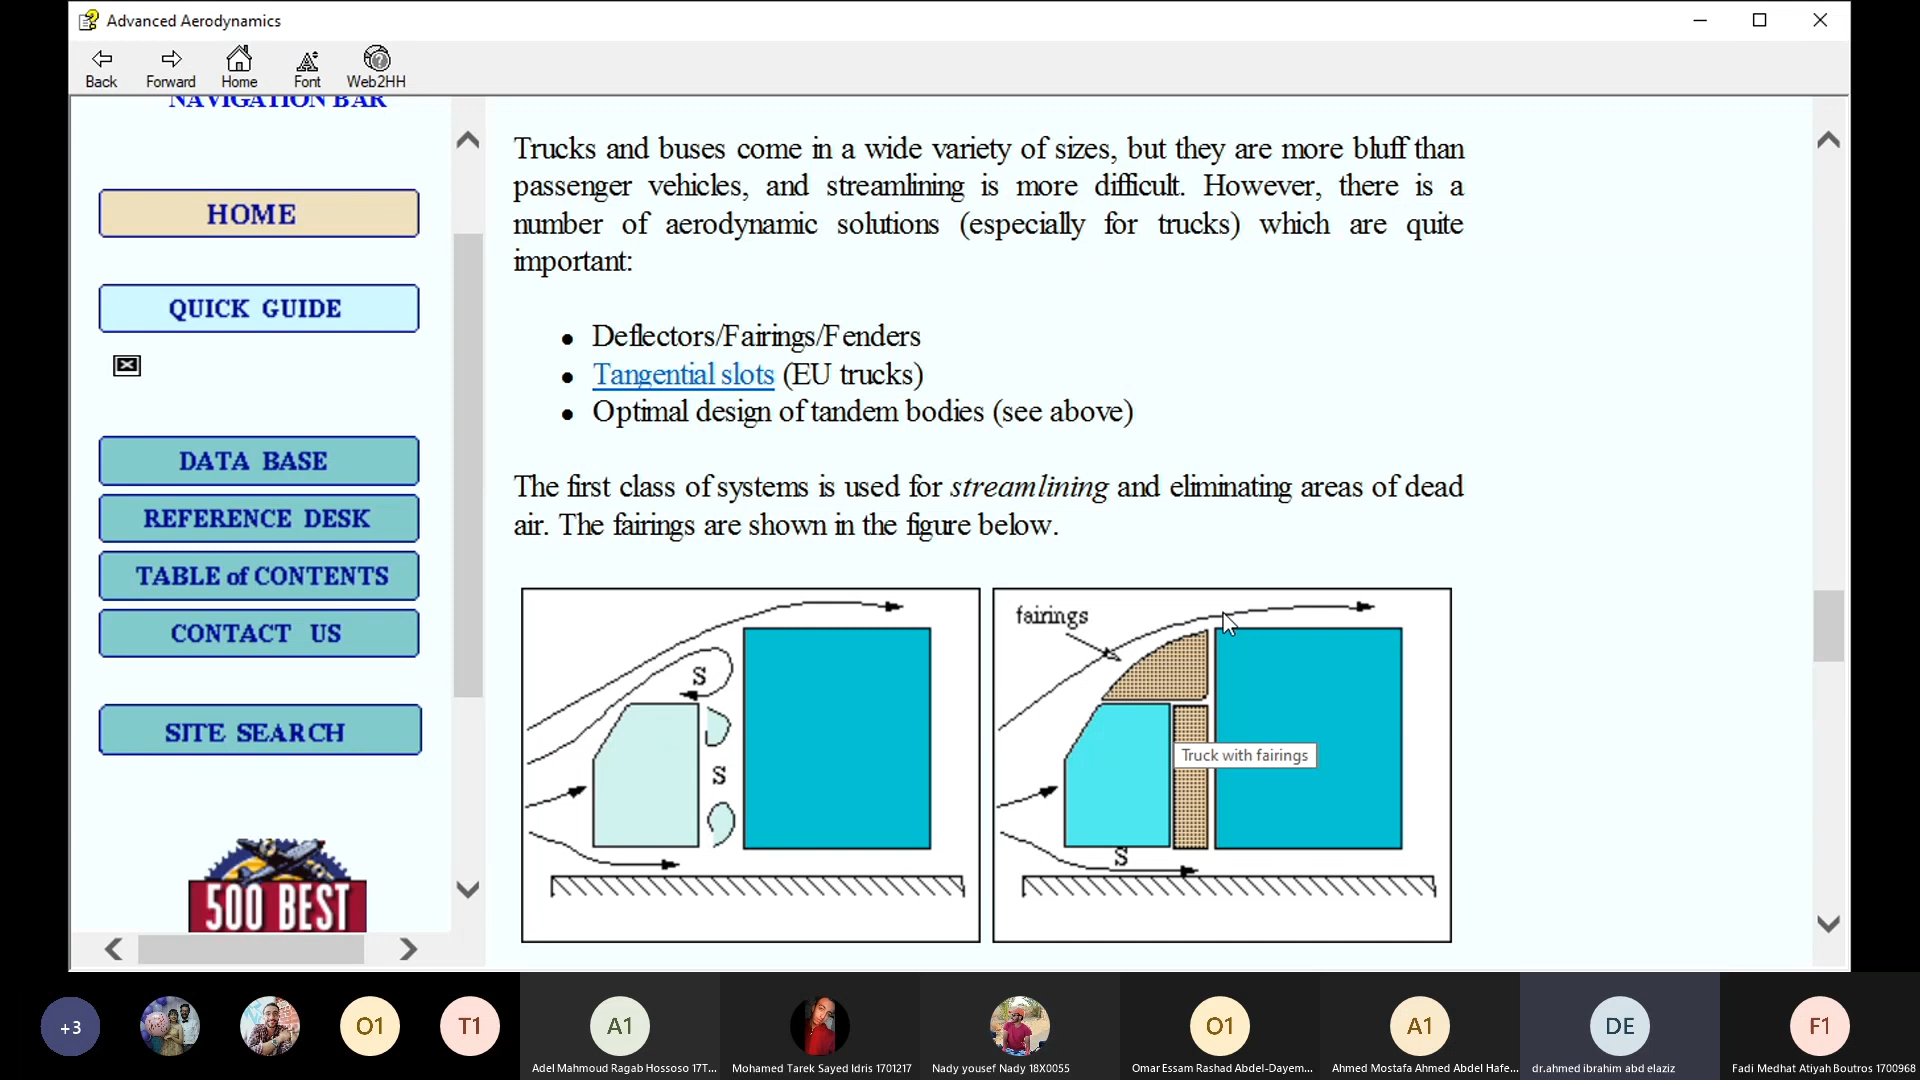 Advanced Aerodynamics
Back
Forward
Home
Font
Web2HH
NAVIGATION BAR
HOME
QUICK GUIDE
DATA BASE
REFERENCE DESK
TABLE of CONTENTS
CONTACT US
SITE SEARCH
500 BEST
Trucks and buses come in a wide variety of sizes, but they are more bluff than
passenger vehicles, and streamlining is more difficult. However, there is a
number of aerodynamic solutions (especially for trucks) which are quite
important:
• Deflectors/Fairings/Fenders
• Tangential slots (EU trucks)
• Optimal design of tandem bodies (see above)
The first class of systems is used for streamlining and eliminating areas of dead
air. The fairings are shown in the figure below.
S
S
fairings
Truck with fairings
S
+3
O1
T1
A1
O1
A1
DE
F1
Adel Mahmoud Ragab Hossoso 17T...
Mohamed Tarek Sayed Idris 1701217
Nady yousef Nady 18X0055
Omar Essam Rashad Abdel-Dayem...
Ahmed Mostafa Ahmed Abdel Hafe...
dr.ahmed ibrahim abd elaziz
Fadi Medhat Atiyah Boutros 1700968